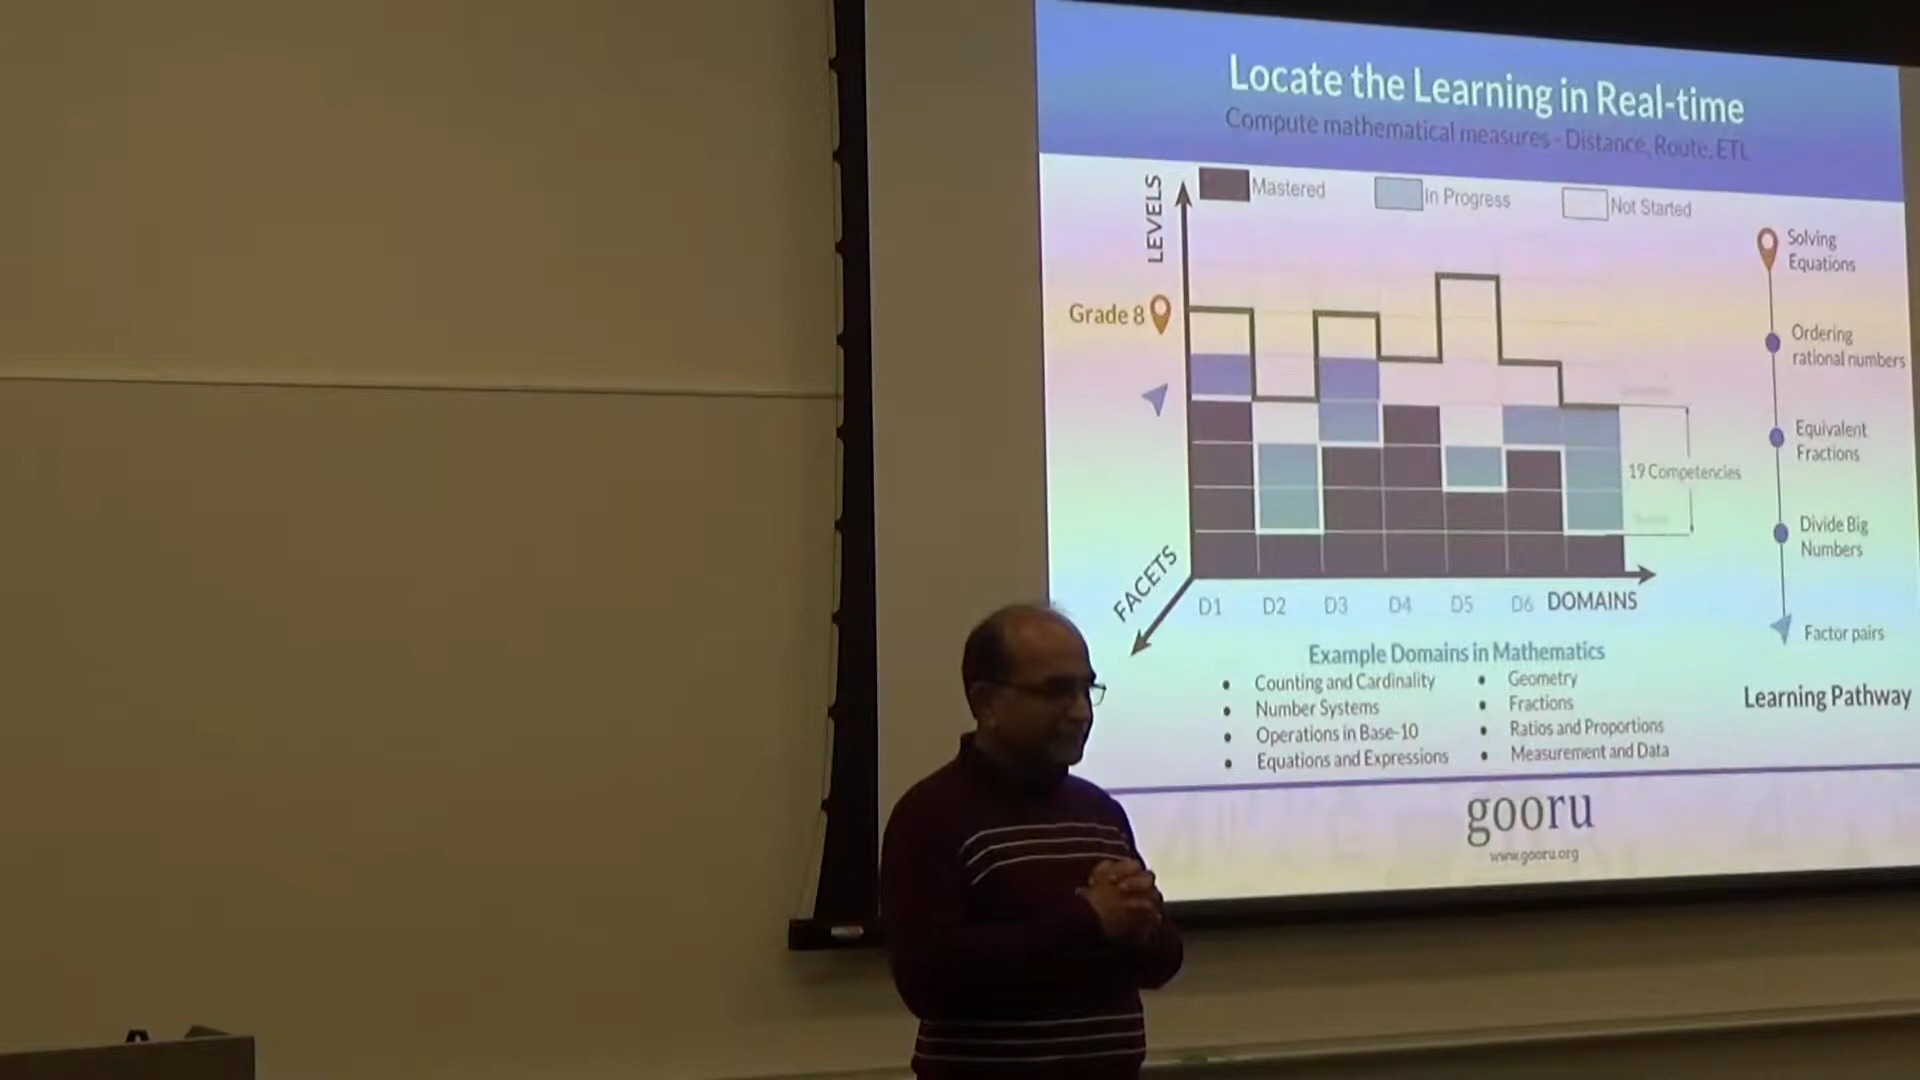 Locate the Learning in Real-time
Compute mathematical measures - Distance, Route, ETL
LEVELS
Mastered
In Progress
Not Started
Grade 8
19 Competencies
FACETS
D1 D2 D3 D4 D5 D6 DOMAINS
Solving
Equations
Ordering
rational numbers
Equivalent
Fractions
Divide Big
Numbers
Factor pairs
Learning Pathway
Example Domains in Mathematics
• Counting and Cardinality
• Number Systems
• Operations in Base-10
• Equations and Expressions
• Geometry
• Fractions
• Ratios and Proportions
• Measurement and Data
gooru
www.gooru.org